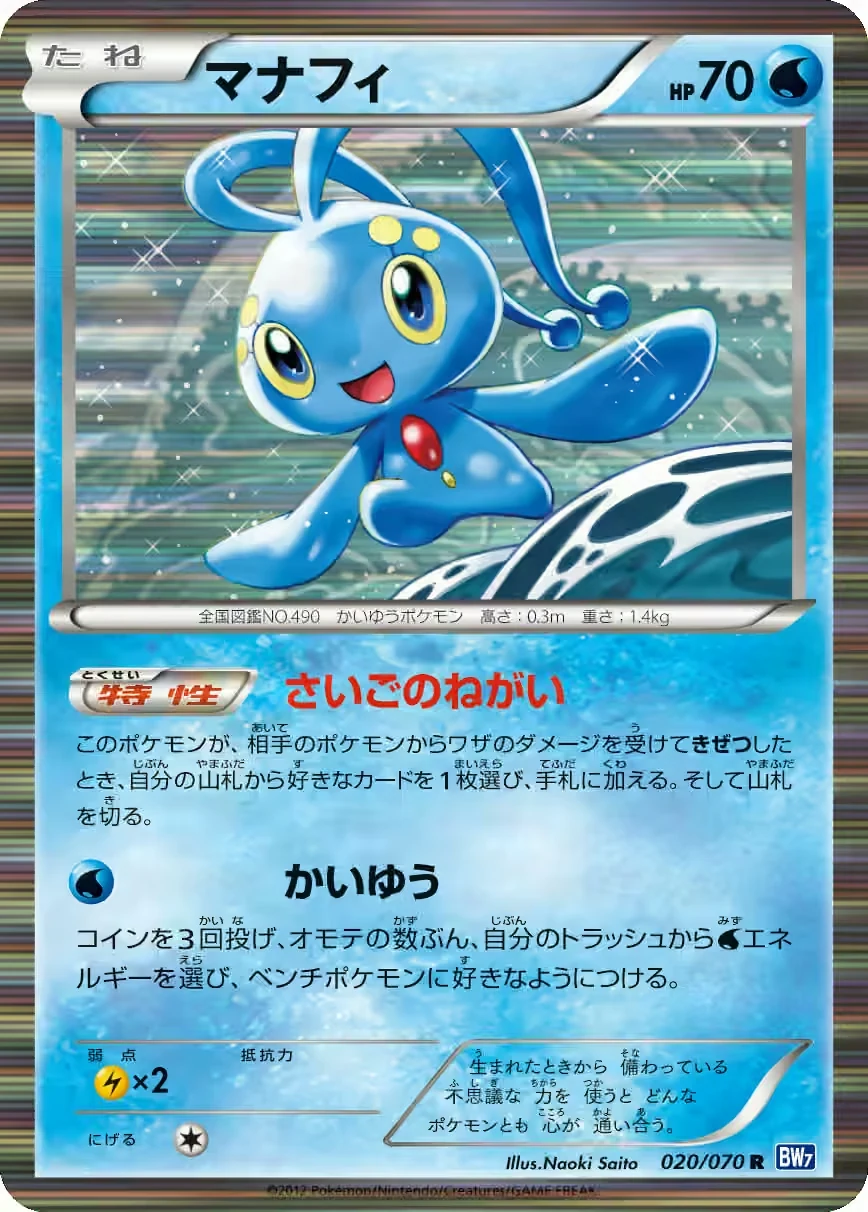 たね
マナフィ
HP70
全国図鑑NO.490 かいゆうポケモン 高さ：0.3m 重さ：1.4kg
とくせい
特性
さいごのねがい
このポケモンが、相手のポケモンからワザのダメージを受けてきぜつした
とき、自分の山札から好きなカードを1枚選び、手札に加える。そして山札
を切る。
かいゆう
コインを3回投げ、オモテの数ぶん、自分のトラッシュからエネ
ルギーを選び、ベンチポケモンに好きなようにつける。
弱点 抵抗力
×2
にげる
生まれたときから 備わっている
不思議な 力を 使うと どんな
ポケモンとも 心が 通い合う。
Illus.Naoki Saito 020/070 R BW7
©2012 Pokémon/Nintendo/Creatures/GAME FREAK.